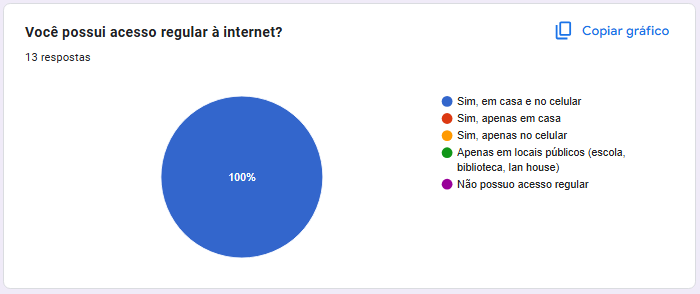 Você possui acesso regular à internet?
Copiar gráfico
13 respostas
100%
Sim, em casa e no celular
Sim, apenas em casa
Sim, apenas no celular
Apenas em locais públicos (escola,
biblioteca, lan house)
Não possuo acesso regular